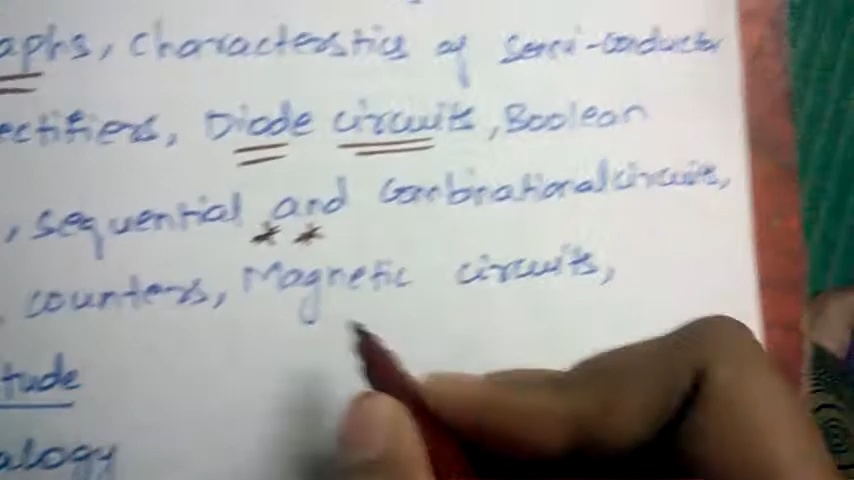 aphs, characteristics of Semi-conductor
ectifiers, Diode circuits, Boolean
, sequential and Combinational circuits,
counters, Magnetic circuits,
tude
alogy